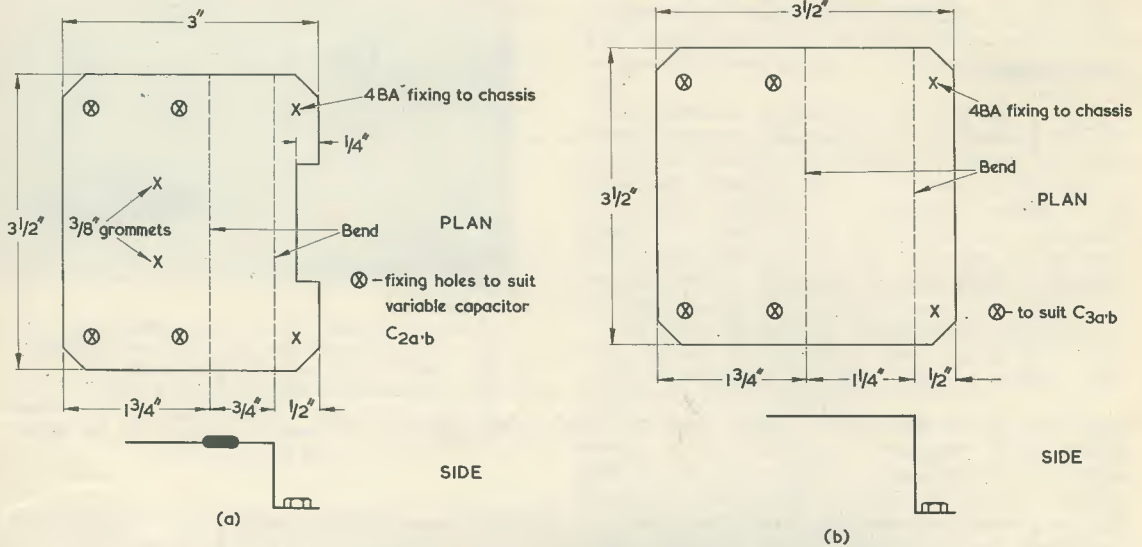 3"
4BA fixing to chassis
1/4"
3 1/2"
3/8" grommets
Bend
PLAN
⊗ - fixing holes to suit
variable capacitor
C2a·b
1 3/4"
3/4"
1/2"
SIDE
(a)
3 1/2"
4BA fixing to chassis
Bend
3 1/2"
PLAN
⊗ - to suit C3a·b
1 3/4"
1 1/4"
1/2"
SIDE
(b)